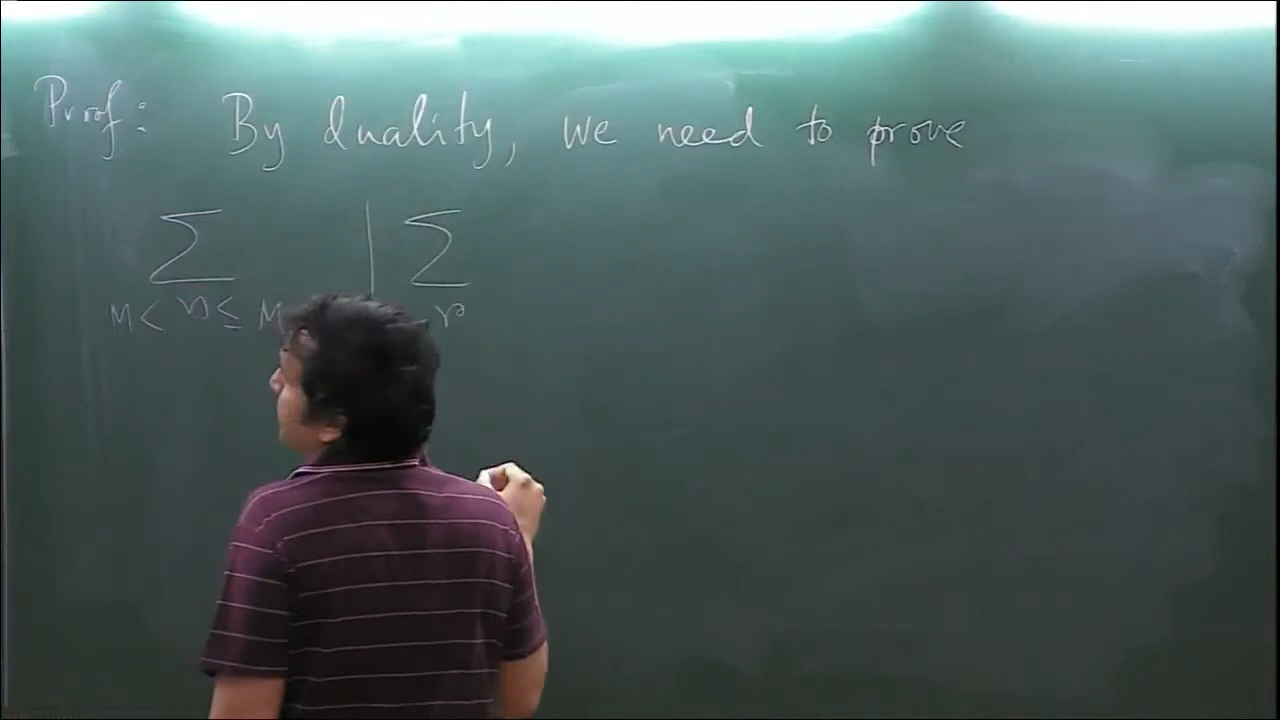 Proof: By duality, we need to prove
∑ | ∑
M < n ≤ M r